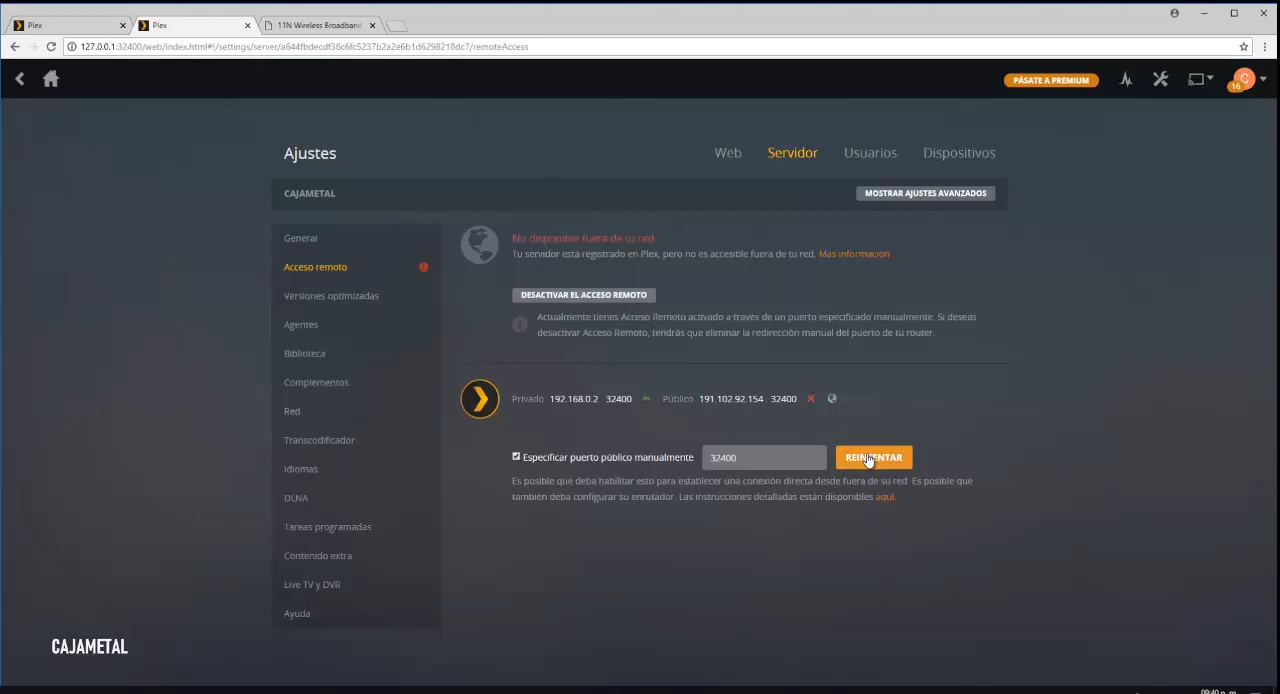 Plex
Plex
11N Wireless Broadband
127.0.0.1:32400/web/index.html#!/settings/server/a644fbdecdf38c6fc5237b2a2e6b1d6298218dc7/remoteAccess
PÁSATE A PREMIUM
C
16
Ajustes
Web Servidor Usuarios Dispositivos
CAJAMETAL
MOSTRAR AJUSTES AVANZADOS
General
Acceso remoto
Versiones optimizadas
Agentes
Biblioteca
Complementos
Red
Transcodificador
Idiomas
DLNA
Tareas programadas
Contenido extra
Live TV y DVR
Ayuda
No disponible fuera de su red
Tu servidor está registrado en Plex, pero no es accesible fuera de tu red. Más información
DESACTIVAR EL ACCESO REMOTO
Actualmente tienes Acceso Remoto activado a través de un puerto especificado manualmente. Si deseas
desactivar Acceso Remoto, tendrás que eliminar la redirección manual del puerto de tu router.
Privado 192.168.0.2 32400 Público 191.102.92.154 32400
Especificar puerto público manualmente 32400 REINTENTAR
Es posible que deba habilitar esto para establecer una conexión directa desde fuera de su red. Es posible que
también deba configurar su enrutador. Las instrucciones detalladas están disponibles aquí.
CAJAMETAL